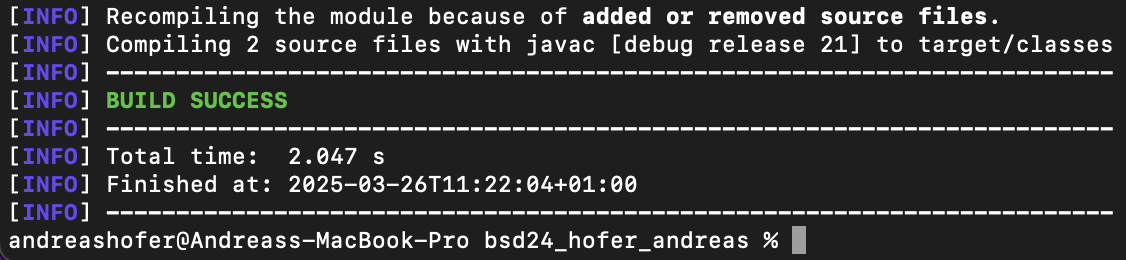 [INFO] Recompiling the module because of added or removed source files.
[INFO] Compiling 2 source files with javac [debug release 21] to target/classes
[INFO] ------------------------------------------------------------------------
[INFO] BUILD SUCCESS
[INFO] ------------------------------------------------------------------------
[INFO] Total time:  2.047 s
[INFO] Finished at: 2025-03-26T11:22:04+01:00
[INFO] ------------------------------------------------------------------------
andreashofer@Andreass-MacBook-Pro bsd24_hofer_andreas %